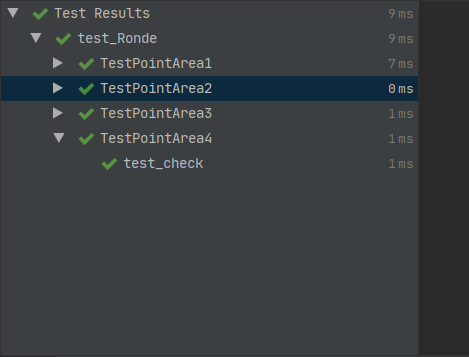 Test Results 9 ms
test_Ronde 9 ms
TestPointArea1 7 ms
TestPointArea2 0 ms
TestPointArea3 1 ms
TestPointArea4 1 ms
test_check 1 ms